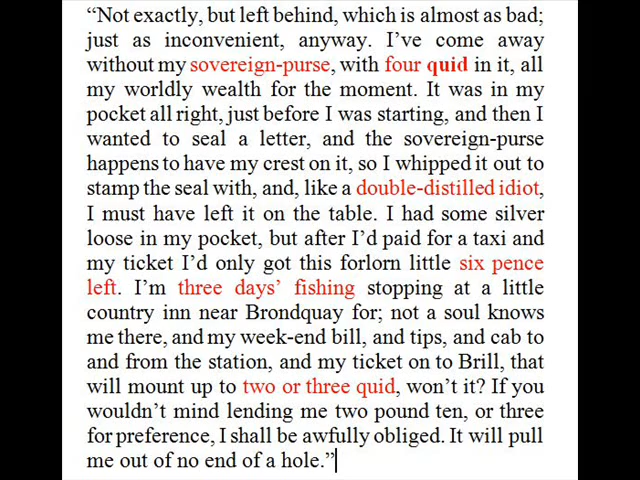 “Not exactly, but left behind, which is almost as bad;
just as inconvenient, anyway. I’ve come away
without my sovereign-purse, with four quid in it, all
my worldly wealth for the moment. It was in my
pocket all right, just before I was starting, and then I
wanted to seal a letter, and the sovereign-purse
happens to have my crest on it, so I whipped it out to
stamp the seal with, and, like a double-distilled idiot,
I must have left it on the table. I had some silver
loose in my pocket, but after I’d paid for a taxi and
my ticket I’d only got this forlorn little six pence
left. I’m three days’ fishing stopping at a little
country inn near Brondquay for; not a soul knows
me there, and my week-end bill, and tips, and cab to
and from the station, and my ticket on to Brill, that
will mount up to two or three quid, won’t it? If you
wouldn’t mind lending me two pound ten, or three
for preference, I shall be awfully obliged. It will pull
me out of no end of a hole.”